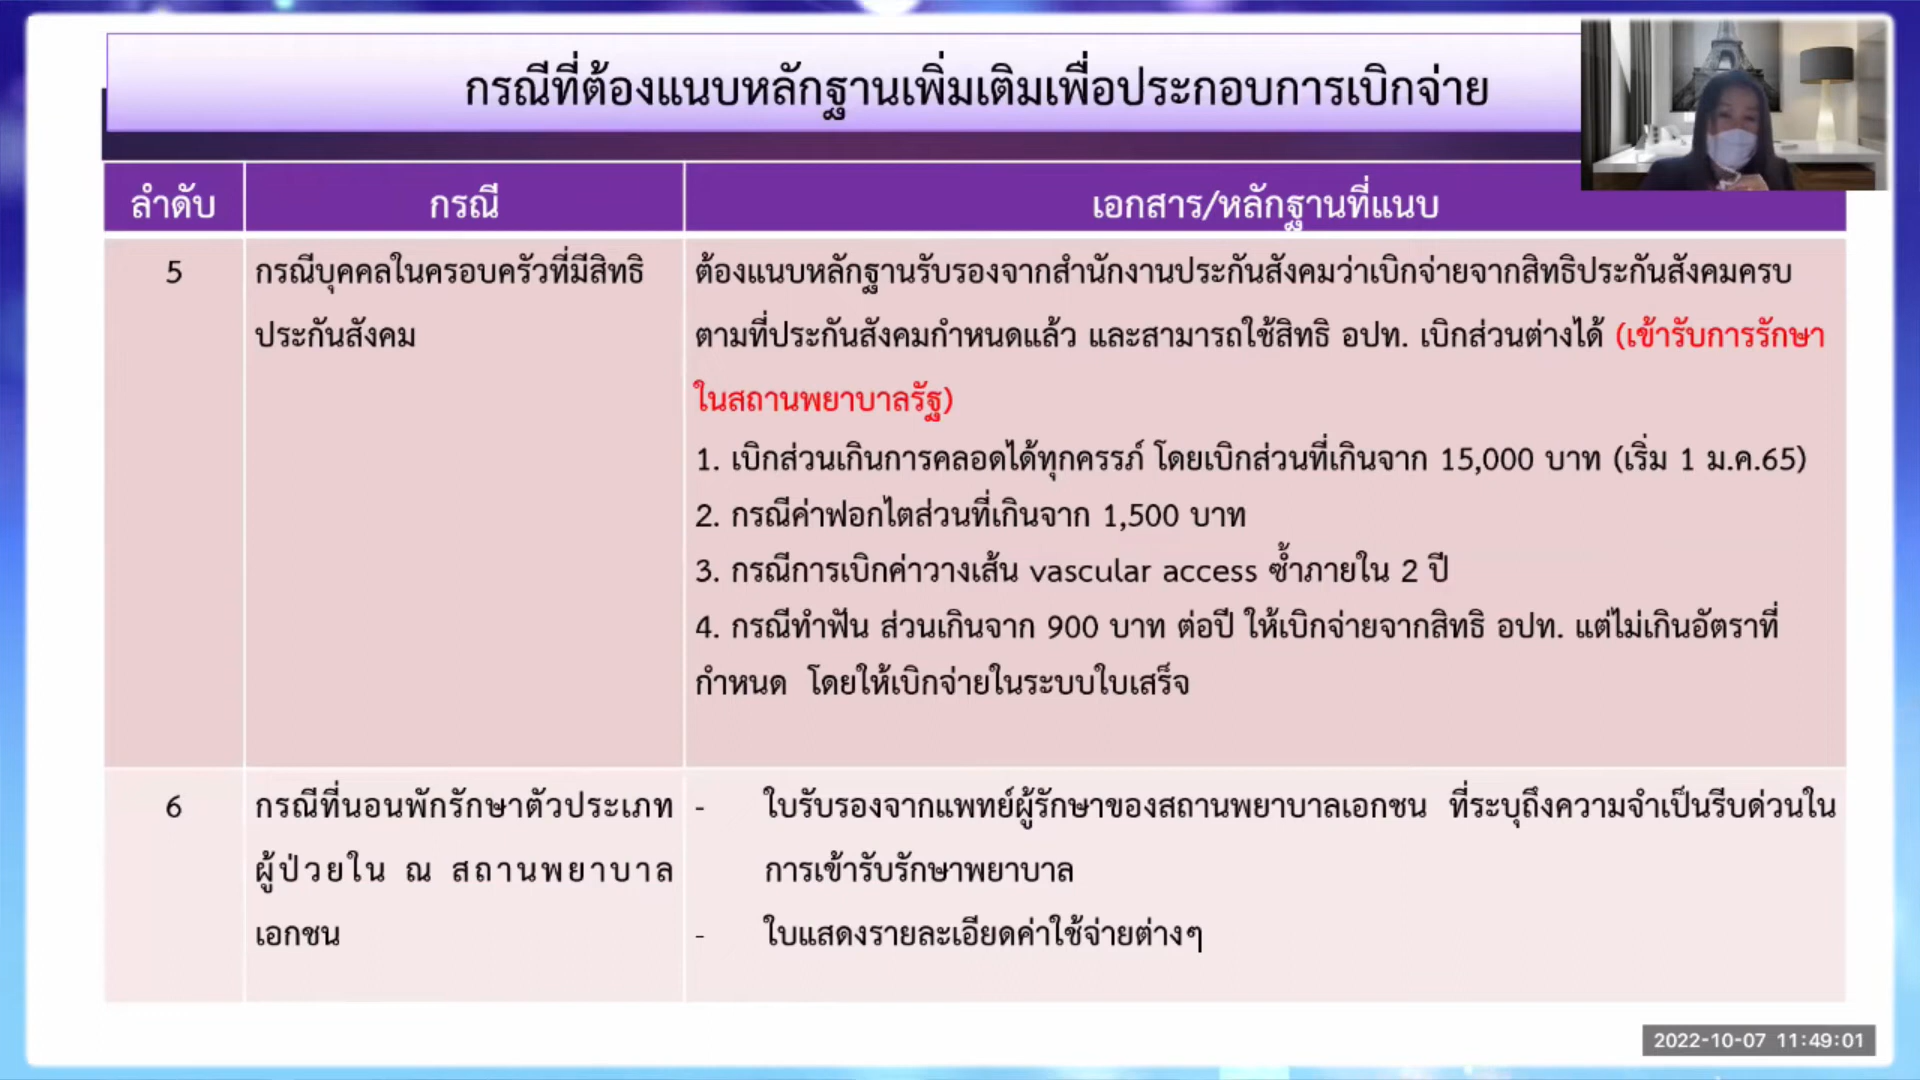 กรณีที่ต้องแนบหลักฐานเพิ่มเติมเพื่อประกอบการเบิกจ่าย
ลำดับ กรณี เอกสาร/หลักฐานที่แนบ
5 กรณีบุคคลในครอบครัวที่มีสิทธิ
ประกันสังคม
ต้องแนบหลักฐานรับรองจากสำนักงานประกันสังคมว่าเบิกจ่ายจากสิทธิประกันสังคมครบ
ตามที่ประกันสังคมกำหนดแล้ว และสามารถใช้สิทธิ อปท. เบิกส่วนต่างได้ (เข้ารับการรักษา
ในสถานพยาบาลรัฐ)
1. เบิกส่วนเกินการคลอดได้ทุกครรภ์ โดยเบิกส่วนที่เกินจาก 15,000 บาท (เริ่ม 1 ม.ค.65)
2. กรณีค่าฟอกไตส่วนที่เกินจาก 1,500 บาท
3. กรณีการเบิกค่าวางเส้น vascular access ซ้ำภายใน 2 ปี
4. กรณีทำฟัน ส่วนเกินจาก 900 บาท ต่อปี ให้เบิกจ่ายจากสิทธิ อปท. แต่ไม่เกินอัตราที่
กำหนด โดยให้เบิกจ่ายในระบบใบเสร็จ
6 กรณีที่นอนพักรักษาตัวประเภท
ผู้ป่วยใน ณ สถานพยาบาล
เอกชน
- ใบรับรองจากแพทย์ผู้รักษาของสถานพยาบาลเอกชน ที่ระบุถึงความจำเป็นรีบด่วนใน
การเข้ารับรักษาพยาบาล
- ใบแสดงรายละเอียดค่าใช้จ่ายต่างๆ
2022-10-07 11:49:01